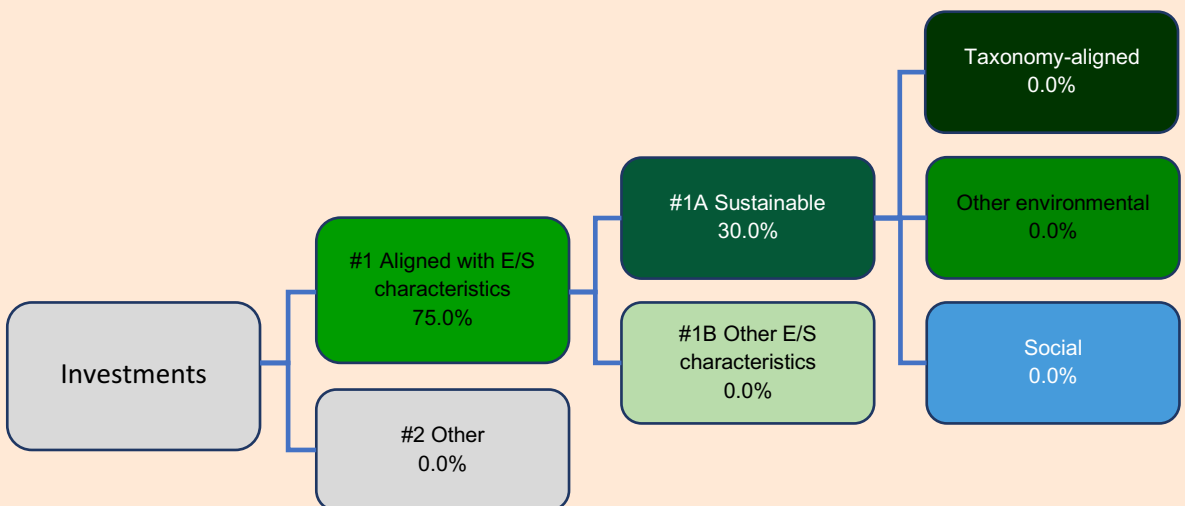 Investments
#1 Aligned with E/S
characteristics
75.0%
#2 Other
0.0%
#1A Sustainable
30.0%
#1B Other E/S
characteristics
0.0%
Taxonomy-aligned
0.0%
Other environmental
0.0%
Social
0.0%